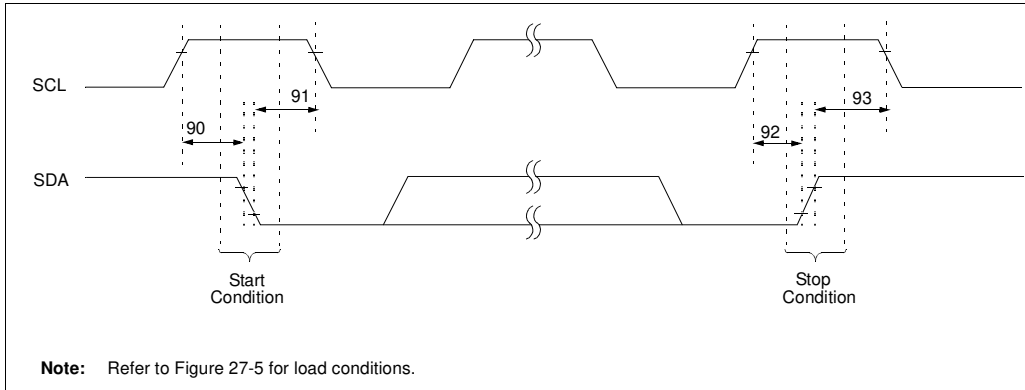 SCL
91
93
90
92
SDA
Start
Condition
Stop
Condition
Note: Refer to Figure 27-5 for load conditions.